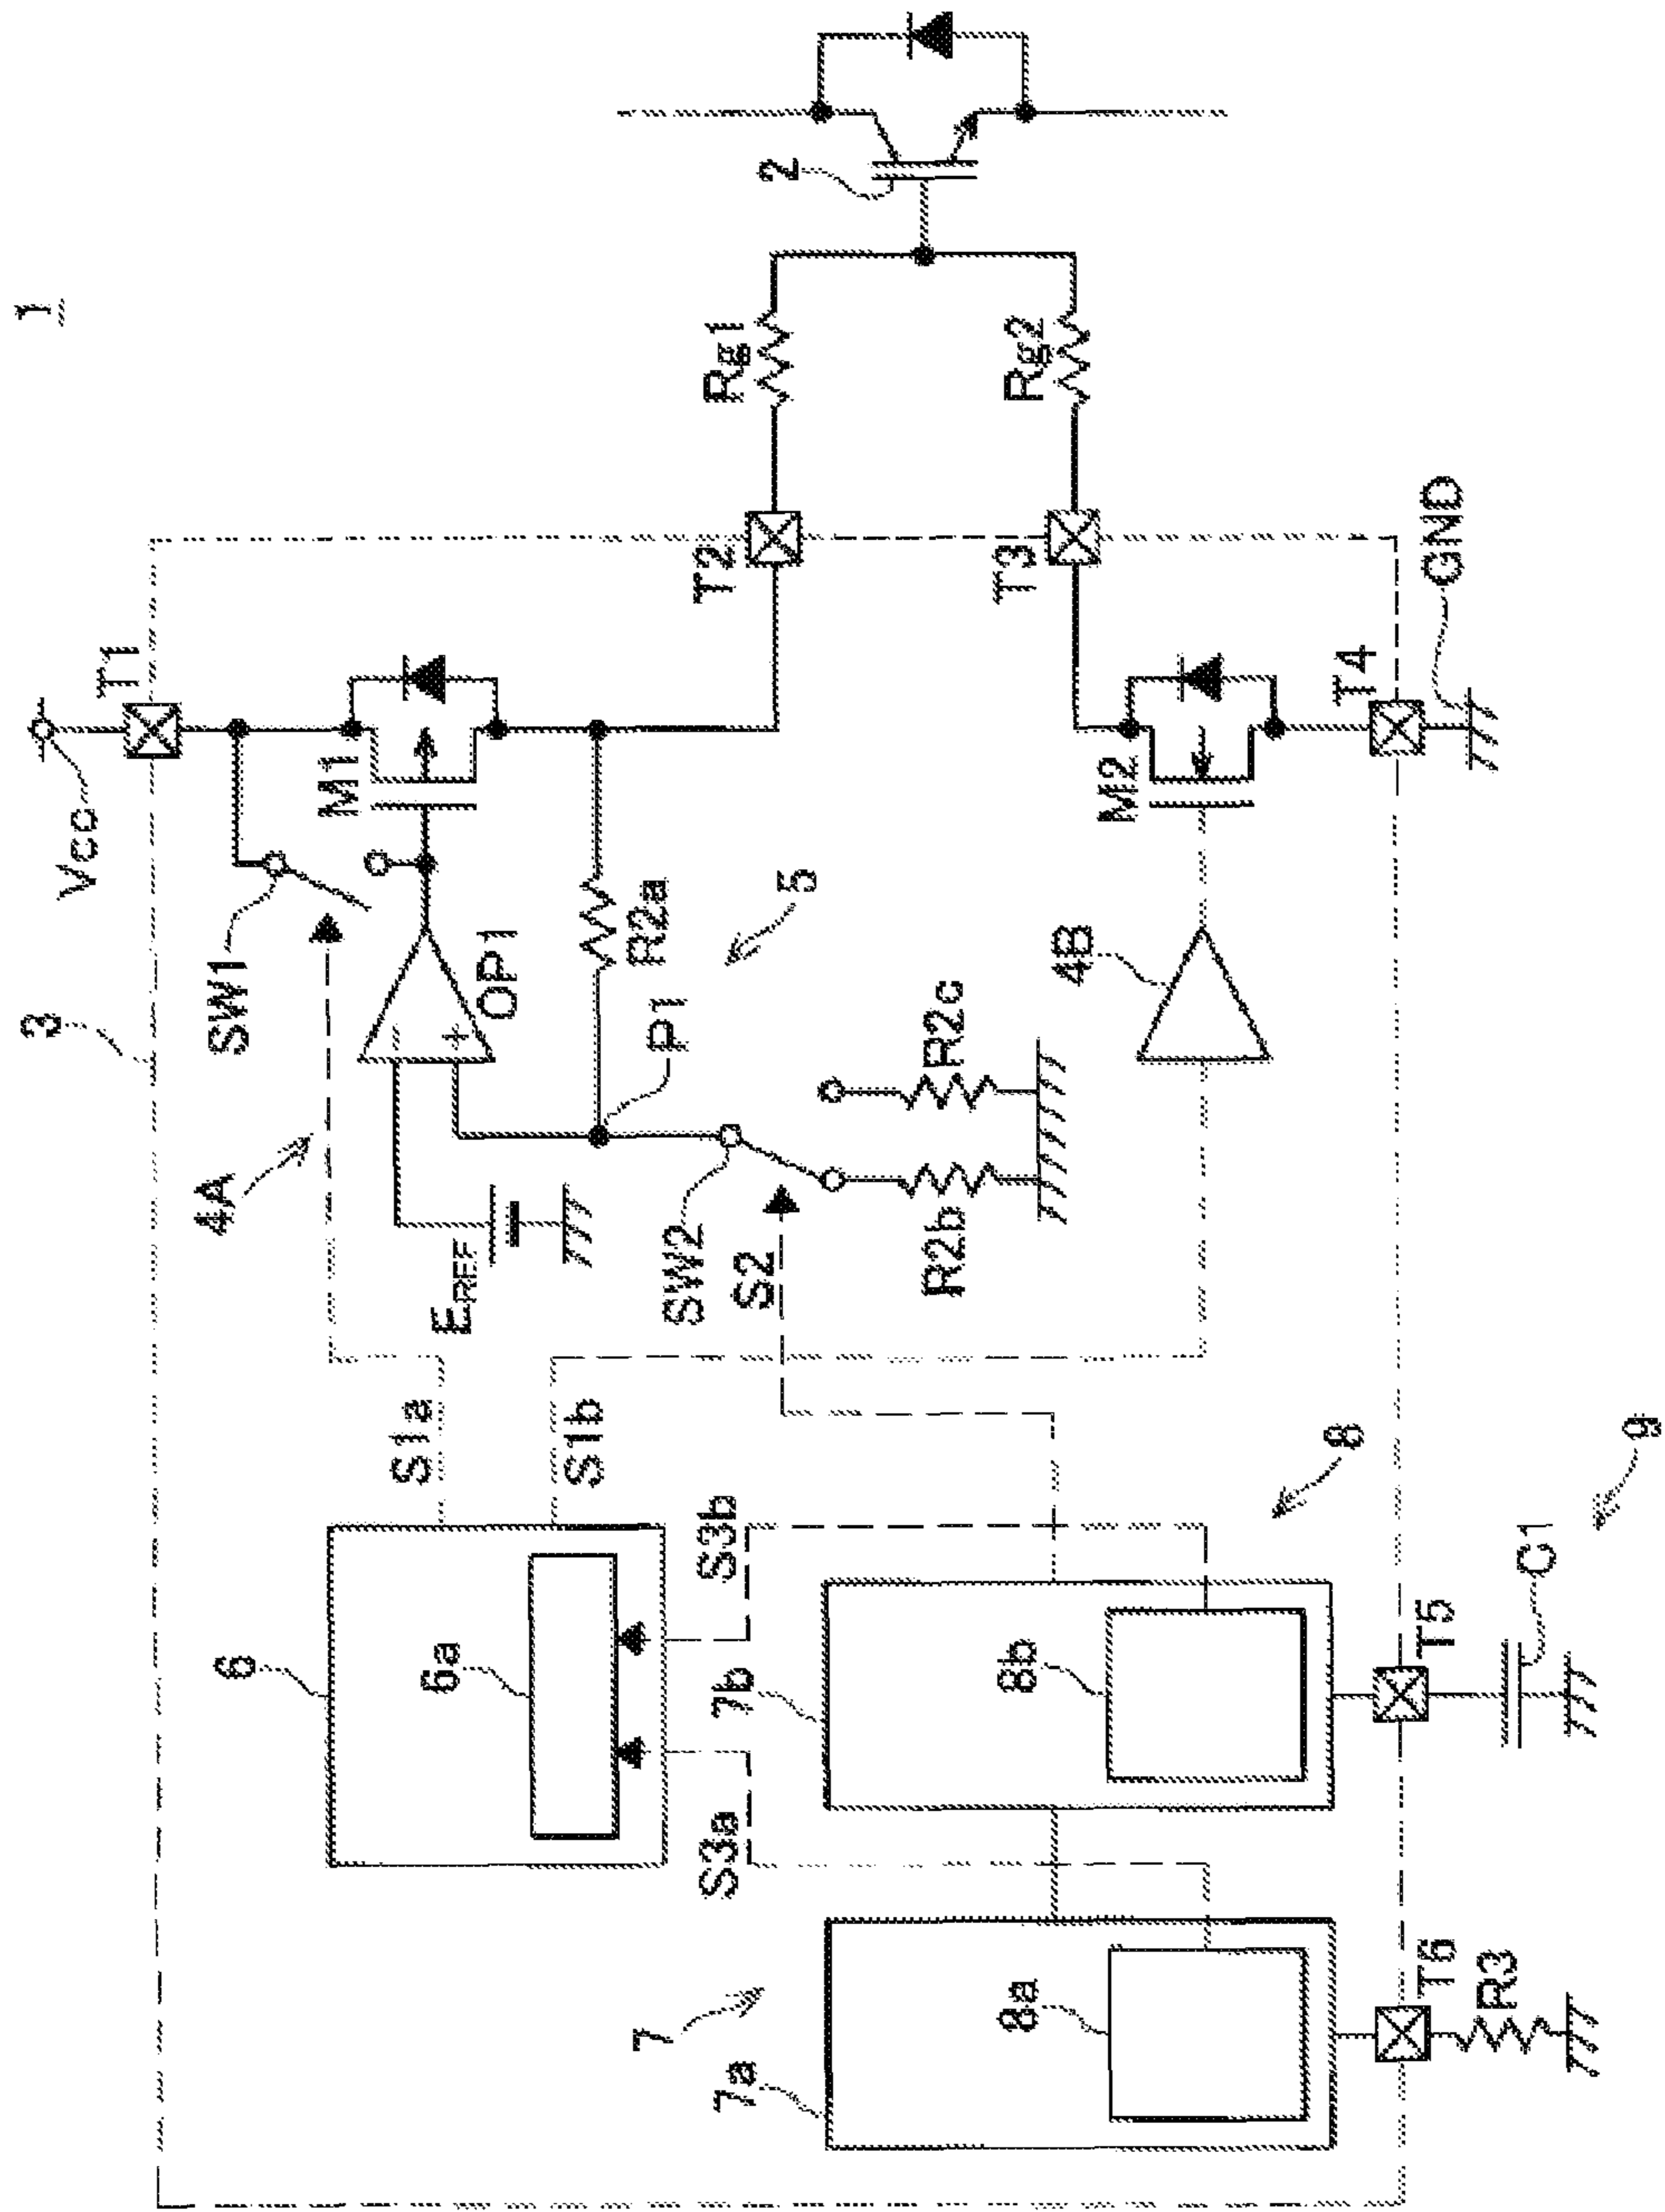 1
Vcc
T1
3
SW1
M1
4A
OP1
R2a
P1
5
EREF
SW2
S2
R2b
R2c
T2
Rg1
2
T3
Rg2
4B
M2
T4
GND
S1a
S1b
6
6a
S3a
S3b
7
7a
7b
8
8a
8b
T6
R3
T5
C1
9